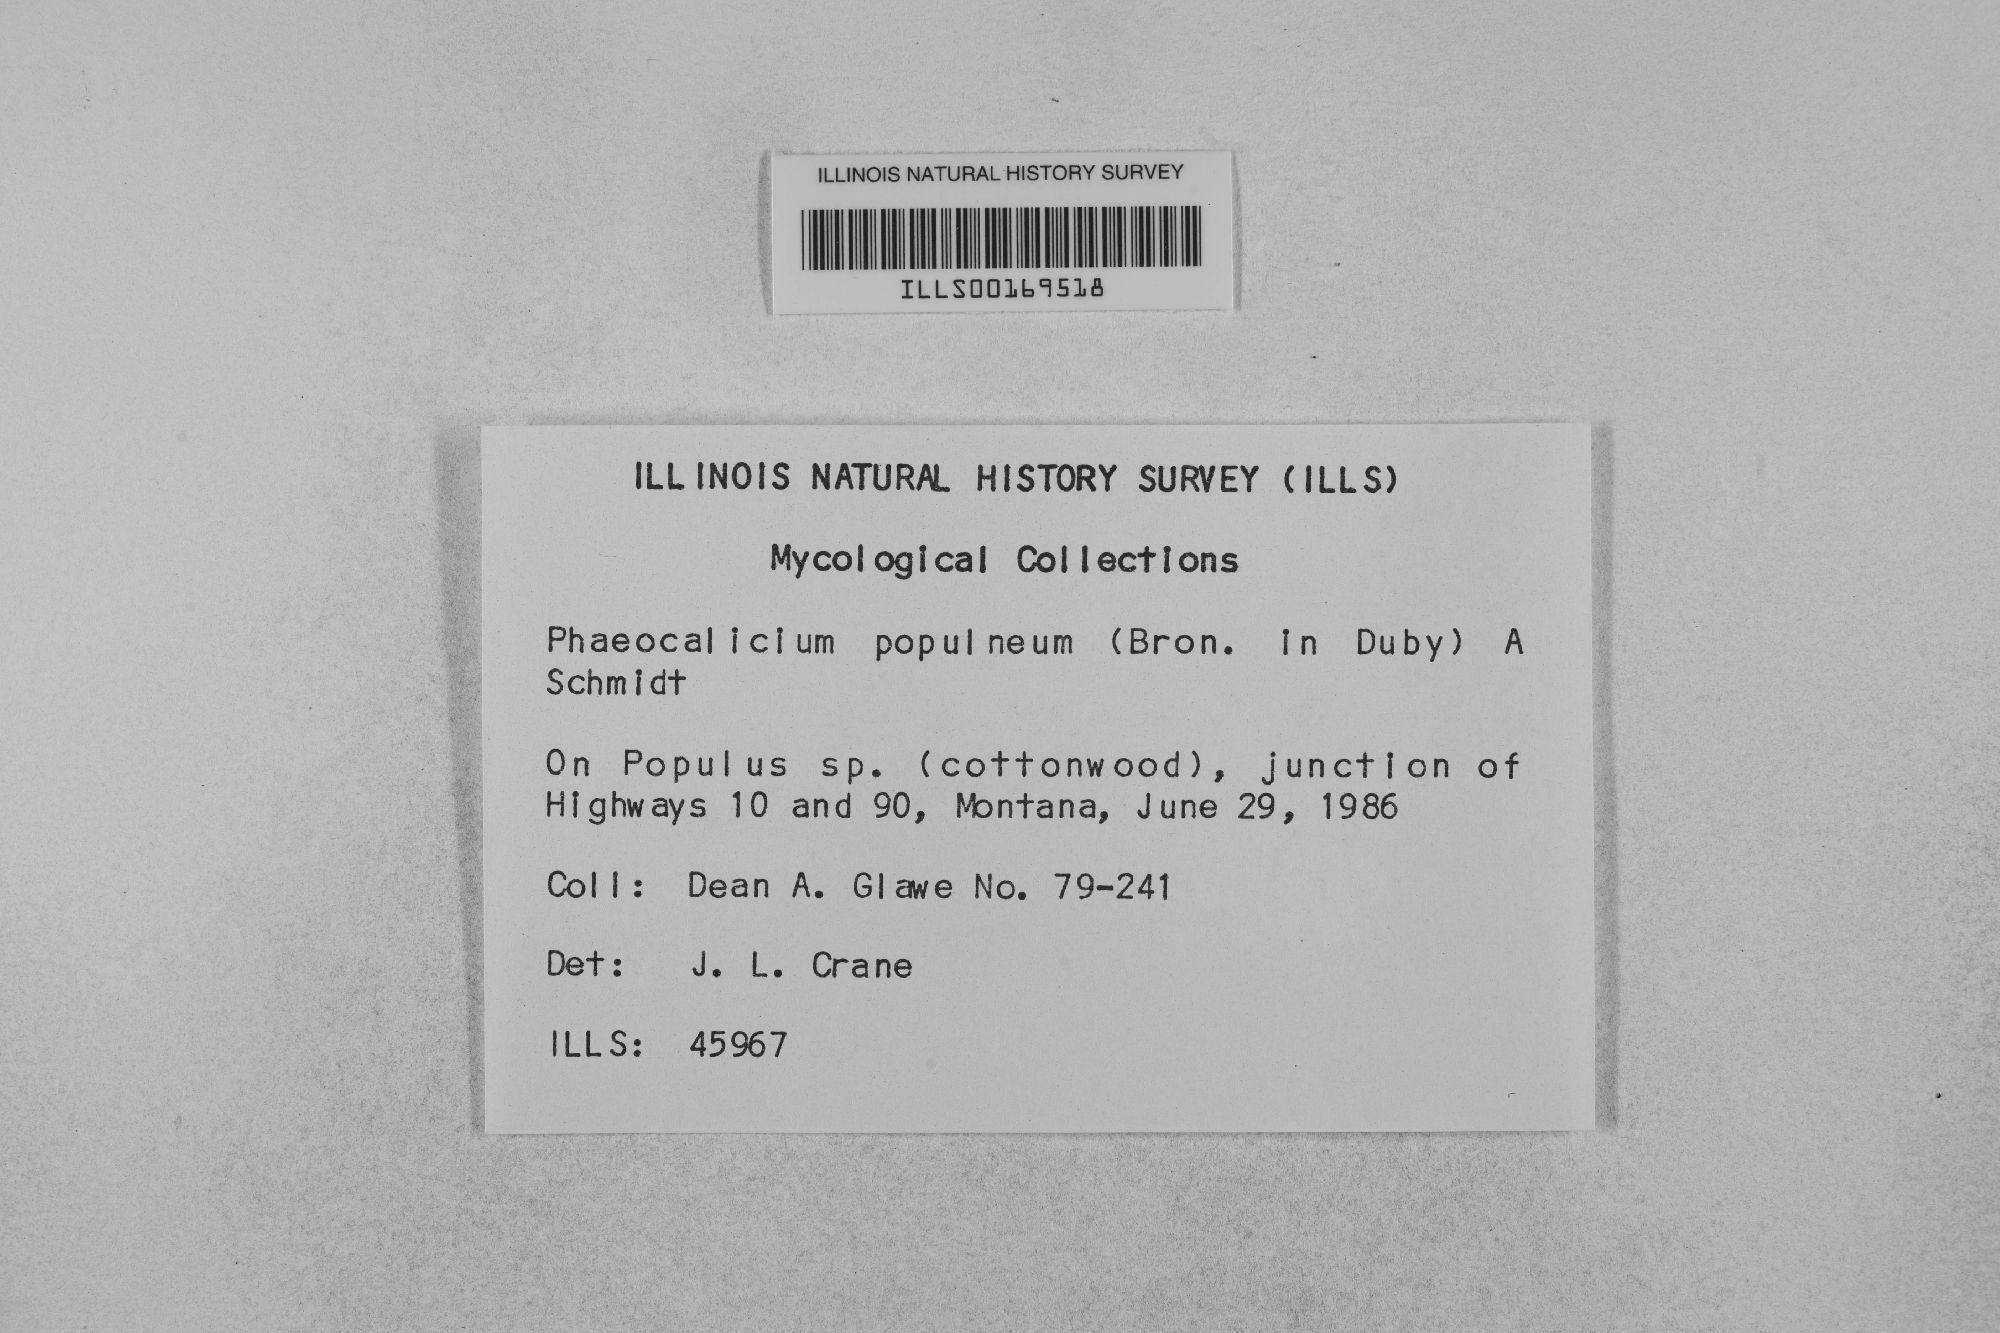 ILLINOIS NATURAL HISTORY SURVEY
ILLS00169518
ILLINOIS NATURAL HISTORY SURVEY (ILLS)
Mycological Collections
Phaeocalicium populneum (Bron. in Duby) A
Schmidt
On Populus sp. (cottonwood), junction of
Highways 10 and 90, Montana, June 29, 1986
Coll: Dean A. Glawe No. 79-241
Det: J. L. Crane
ILLS: 45967